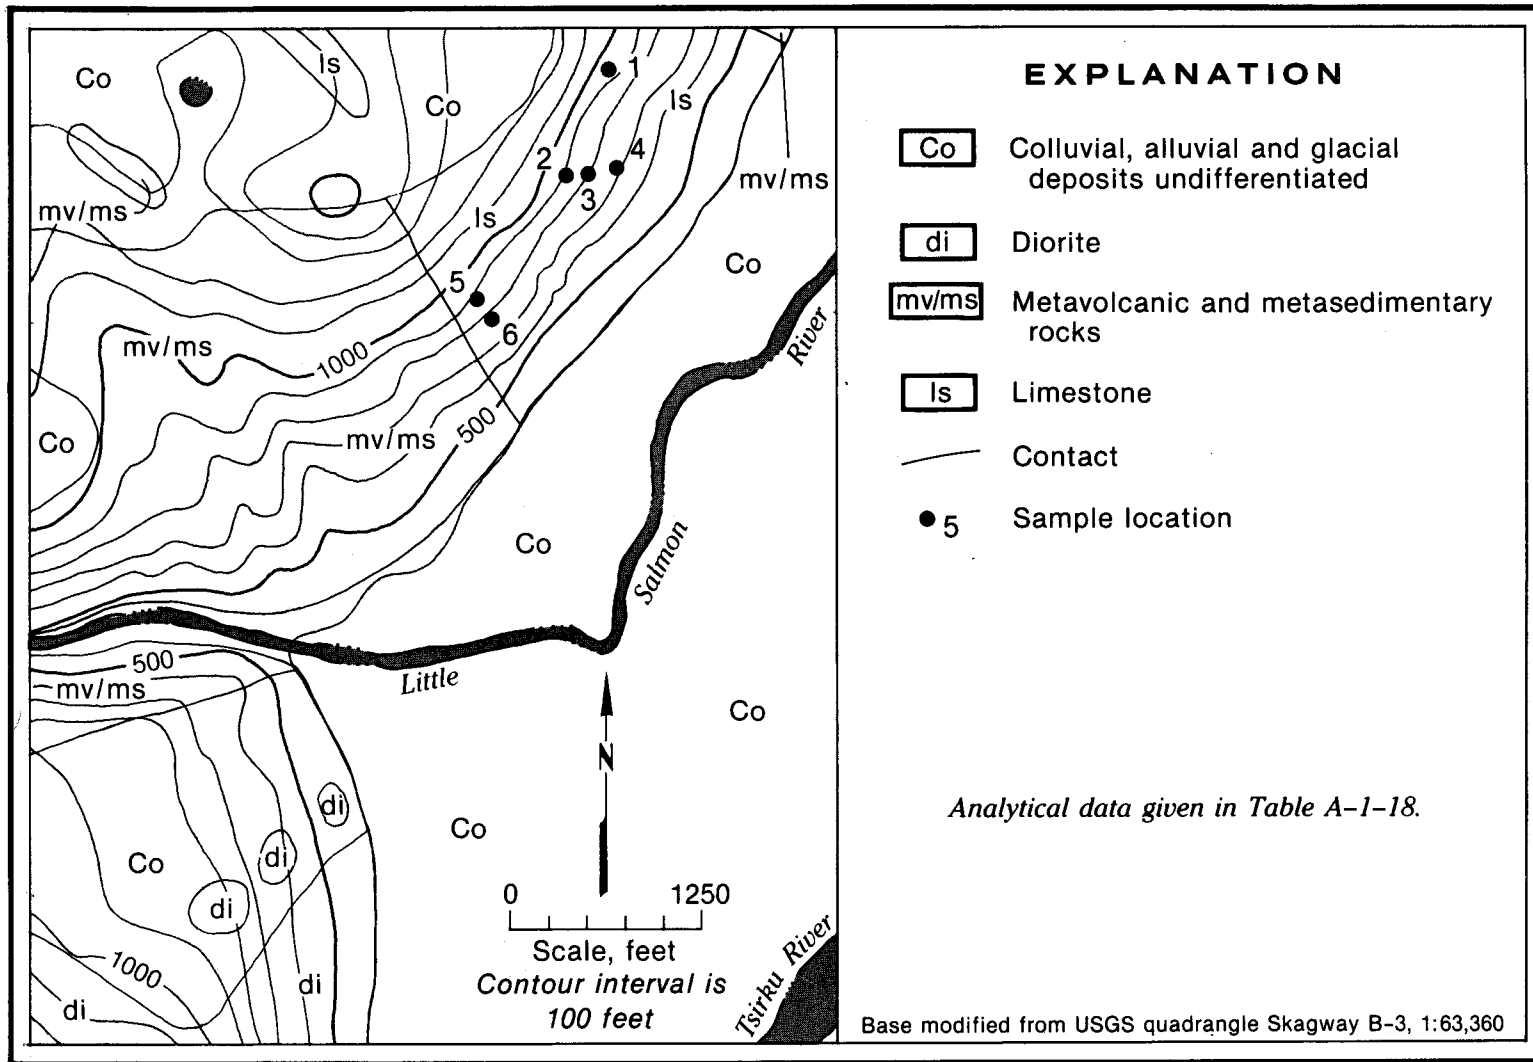 Co
ls
Co
1
ls
2
3
4
mv/ms
mv/ms
ls
Co
5
6
mv/ms
1000
Co
mv/ms
500
River
Co
Salmon
500
mv/ms
Little
Co
N
di
Co
di
Co
di
1000
di
di
0 1250
Scale, feet
Contour interval is
100 feet
Tsirku River
EXPLANATION
Co Colluvial, alluvial and glacial
deposits undifferentiated
di Diorite
mv/ms Metavolcanic and metasedimentary
rocks
ls Limestone
Contact
5 Sample location
Analytical data given in Table A-1-18.
Base modified from USGS quadrangle Skagway B-3, 1:63,360